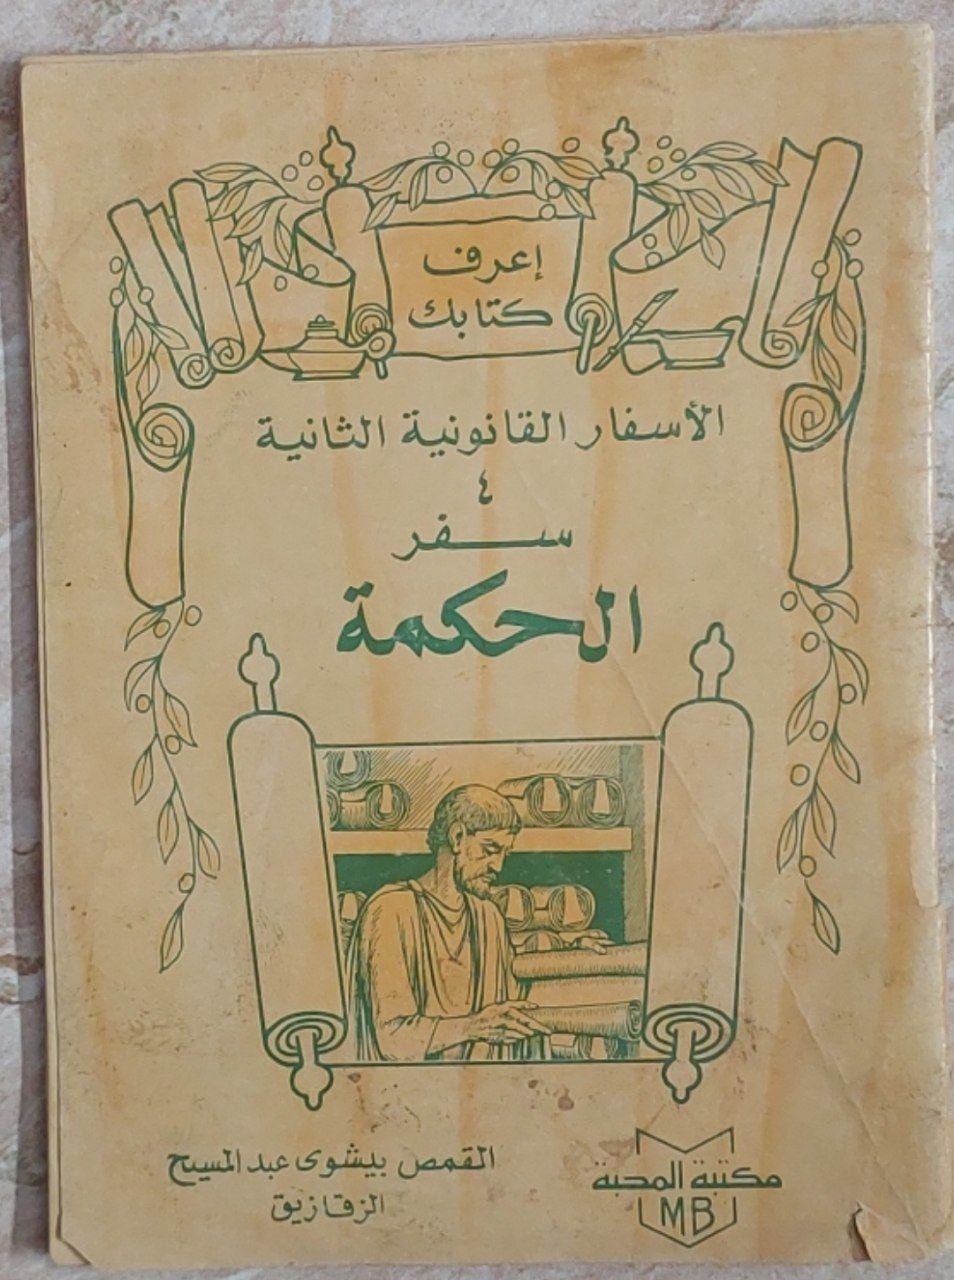 إعرف
كتابك
الأسفار القانونية الثانية
٤
سفر
الحكمة
القمص بيشوى عبد المسيح
الزقازيق
مكتبة المحبة
MB